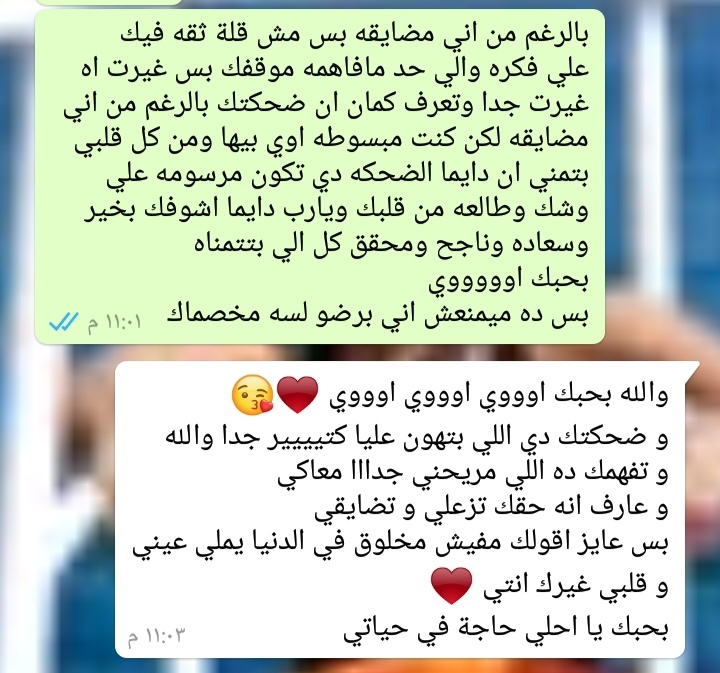 بالرغم من اني مضايقه بس مش قلة ثقه فيك
علي فكره والي حد مافاهمه موقفك بس غيرت اه
غيرت جدا وتعرف كمان ان ضحكتك بالرغم من اني
مضايقه لكن كنت مبسوطه اوي بيها ومن كل قلبي
بتمني ان دايما الضحكه دي تكون مرسومه علي
وشك وطالعه من قلبك ويارب دايما اشوفك بخير
وسعاده وناجح ومحقق كل الي بتتمناه
بحبك اوووووي
بس ده ميمنعش اني برضو لسه مخصماك
١١:٠١ م
والله بحبك اوووي اوووي اوووي ❤😘
و ضحكتك دي اللي بتهون عليا كتيييير جدا والله
و تفهمك ده اللي مريحني جدااا معاكي
و عارف انه حقك تزعلي و تضايقي
بس عايز اقولك مفيش مخلوق في الدنيا يملي عيني
و قلبي غيرك انتي ❤
بحبك يا احلي حاجة في حياتي
١١:٠٣ م